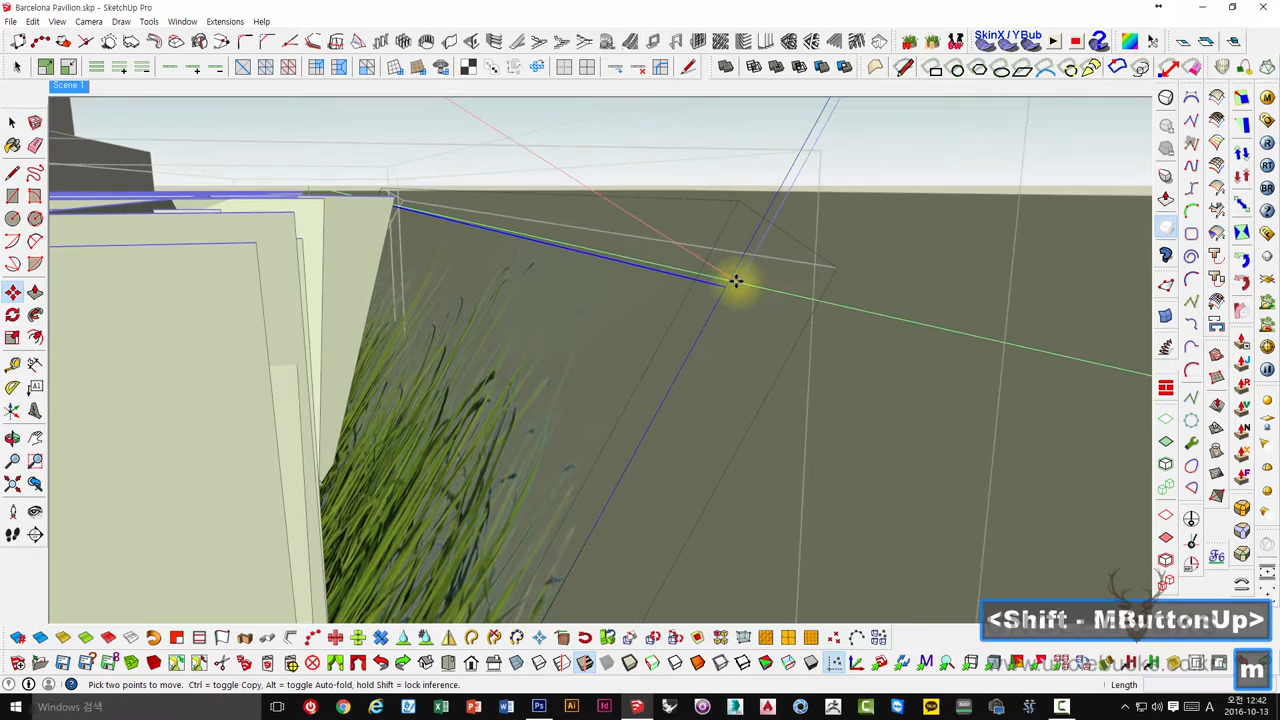 Barcelona Pavilion.skp - SketchUp Pro
File Edit View Camera Draw Tools Window Extensions Help
SkinX / YBub
Scene 1
<Shift - MButtonUp>
m
Pick two points to move. Ctrl = toggle Copy, Alt = toggle Auto-fold, hold Shift = lock inference.
Length
Windows 검색
오전 12:42
2016-10-13